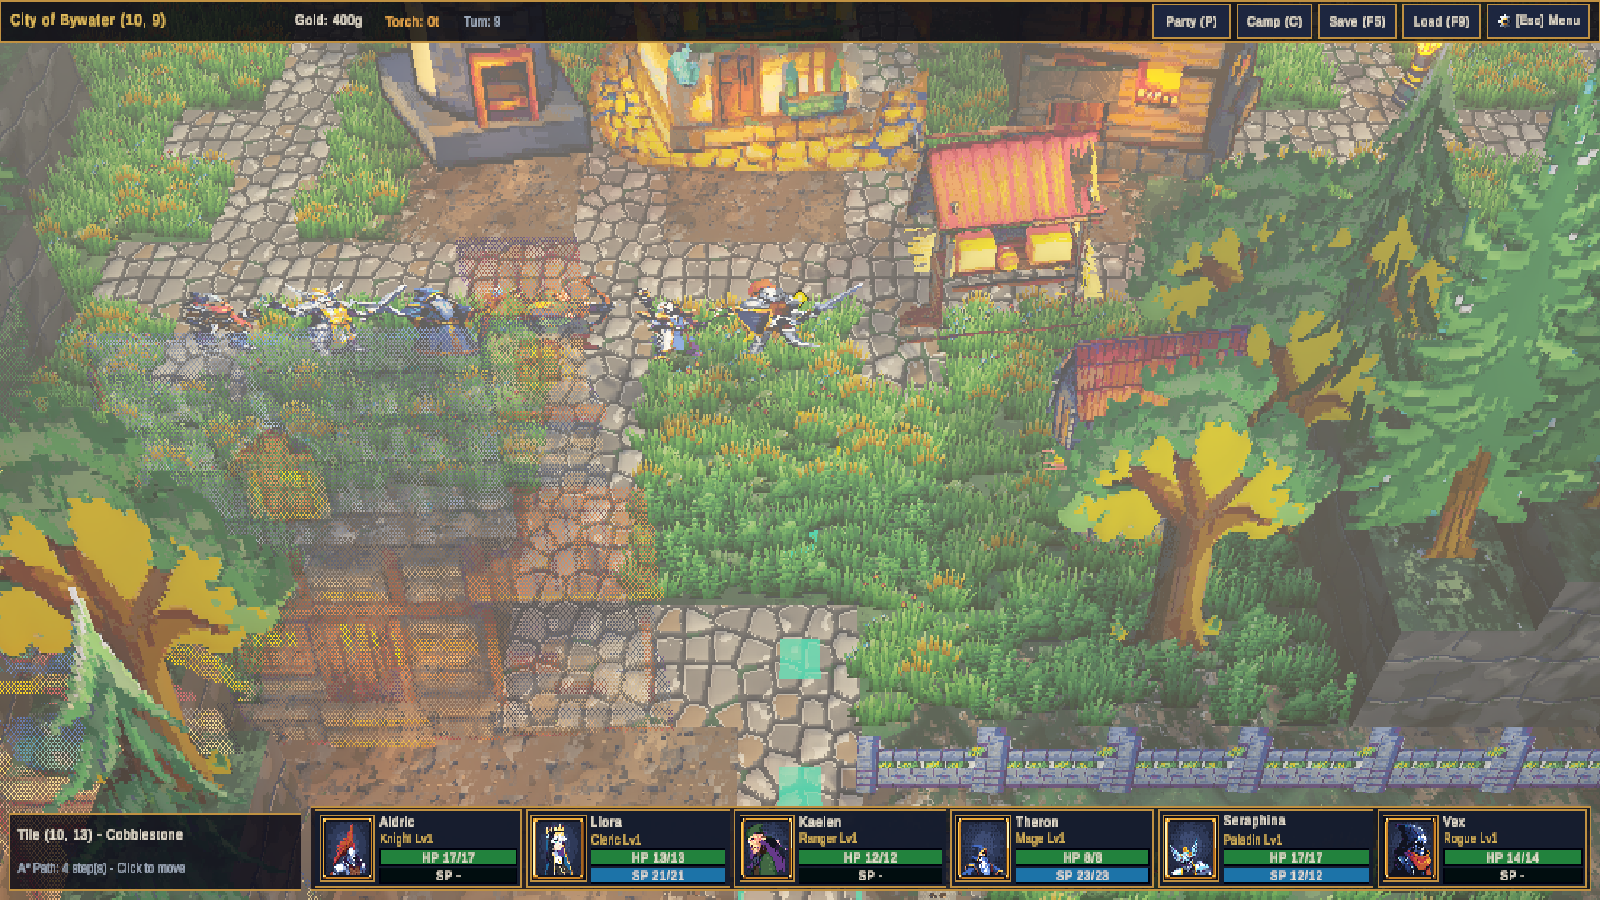 City of Bywater (10, 9)
Gold: 400g
Torch: 0t
Turn: 9
Party (P)
Camp (C)
Save (F5)
Load (F9)
[Esc] Menu
Tile (10, 13) - Cobblestone
A* Path: 4 step(s) - Click to move
Aldric
Knight Lv1
HP 17/17
SP -
Liora
Cleric Lv1
HP 13/13
SP 21/21
Kaelen
Ranger Lv1
HP 12/12
SP -
Theron
Mage Lv1
HP 8/8
SP 23/23
Seraphina
Paladin Lv1
HP 17/17
SP 12/12
Vex
Rogue Lv1
HP 14/14
SP -